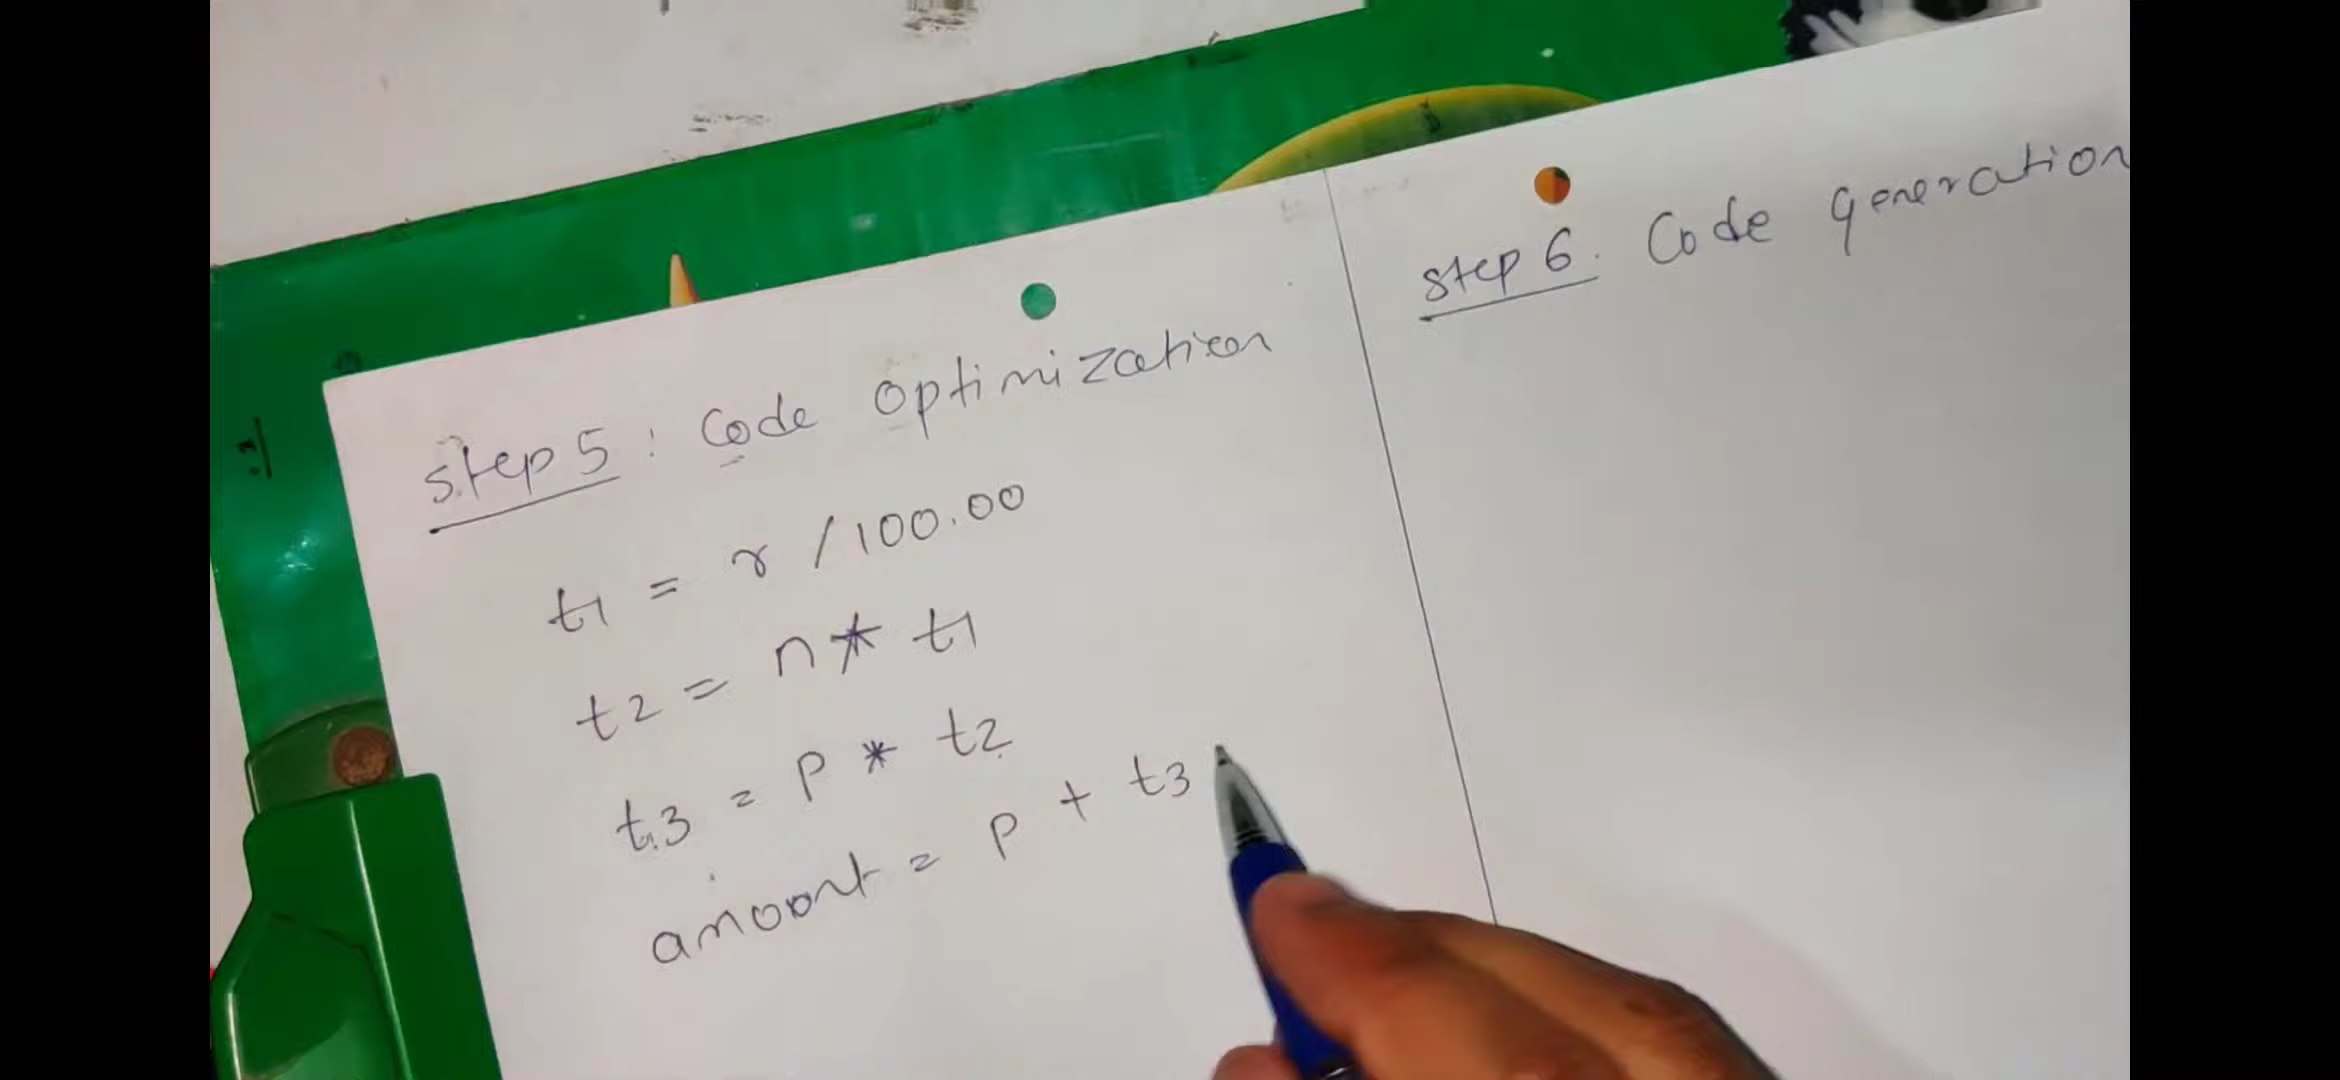 Step 5 : Code Optimization
t1 = r / 100.00
t2 = n * t1
t3 = P * t2
amount = P + t3
Step 6. Code generation